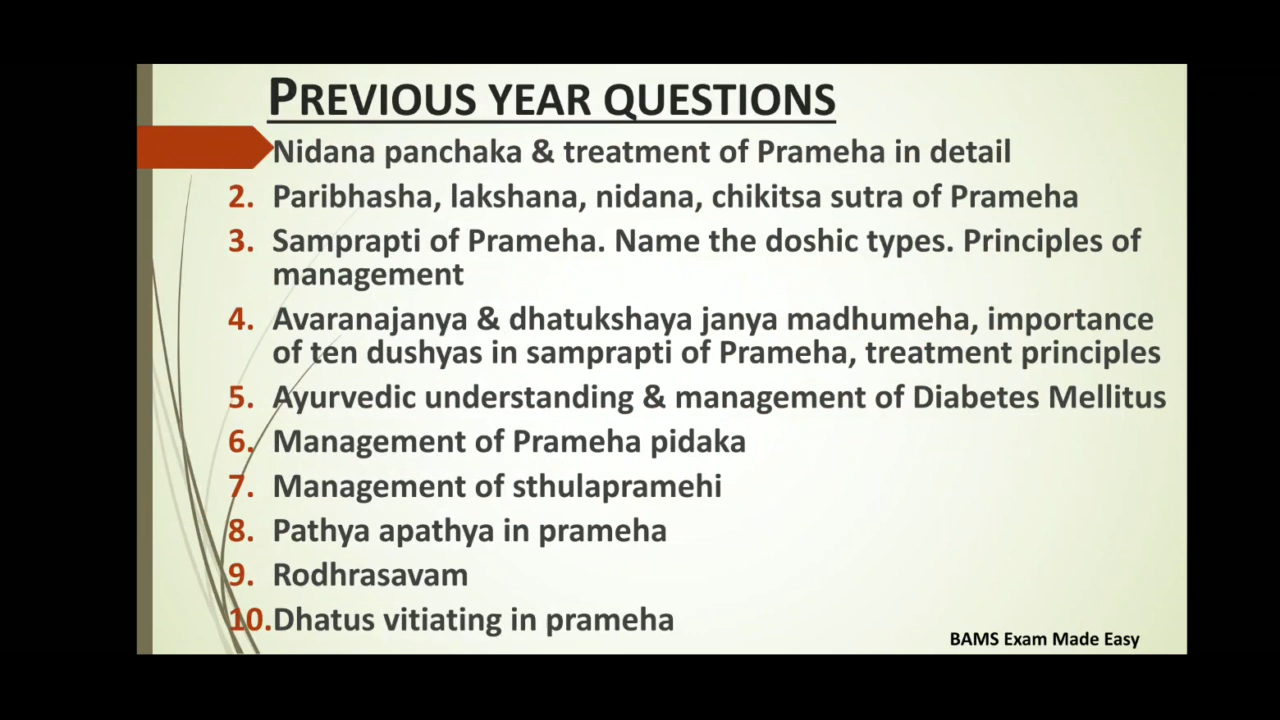 PREVIOUS YEAR QUESTIONS
Nidana panchaka & treatment of Prameha in detail
2. Paribhasha, lakshana, nidana, chikitsa sutra of Prameha
3. Samprapti of Prameha. Name the doshic types. Principles of
management
4. Avaranajanya & dhatukshaya janya madhumeha, importance
of ten dushyas in samprapti of Prameha, treatment principles
5. Ayurvedic understanding & management of Diabetes Mellitus
6. Management of Prameha pidaka
7. Management of sthulapramehi
8. Pathya apathya in prameha
9. Rodhrasavam
10. Dhatus vitiating in prameha
BAMS Exam Made Easy